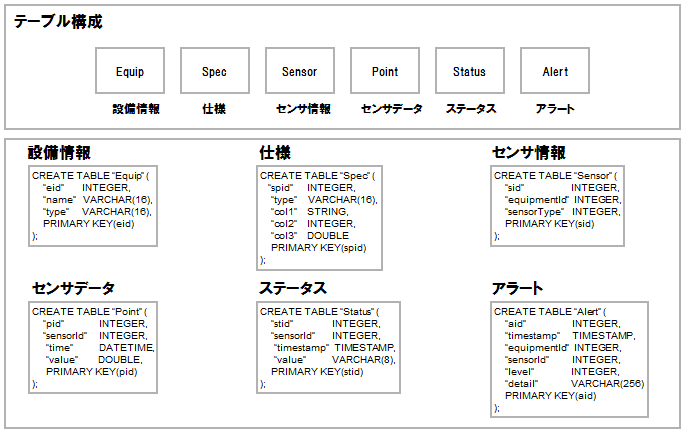 テーブル構成
Equip Spec Sensor Point Status Alert
設備情報 仕様 センサ情報 センサデータ ステータス アラート
設備情報
CREATE TABLE "Equip" (
"eid" INTEGER,
"name" VARCHAR(16),
"type" VARCHAR(16),
PRIMARY KEY(eid)
);
仕様
CREATE TABLE "Spec" (
"spid" INTEGER,
"type" VARCHAR(16),
"col1" STRING,
"col2" INTEGER,
"col3" DOUBLE
PRIMARY KEY(spid)
);
センサ情報
CREATE TABLE "Sensor" (
"sid" INTEGER,
"equipmentId" INTEGER,
"sensorType" INTEGER,
PRIMARY KEY(sid)
);
センサデータ
CREATE TABLE "Point" (
"pid" INTEGER,
"sensorId" INTEGER,
"time" DATETIME,
"value" DOUBLE,
PRIMARY KEY(pid)
);
ステータス
CREATE TABLE "Status" (
"stid" INTEGER,
"sensorId" INTEGER,
"timestamp" TIMESTAMP,
"value" VARCHAR(8),
PRIMARY KEY(stid)
);
アラート
CREATE TABLE "Alert" (
"aid" INTEGER,
"timestamp" TIMESTAMP,
"equipmentId" INTEGER,
"sensorId" INTEGER,
"level" INTEGER,
"detail" VARCHAR(256)
PRIMARY KEY(aid)
);